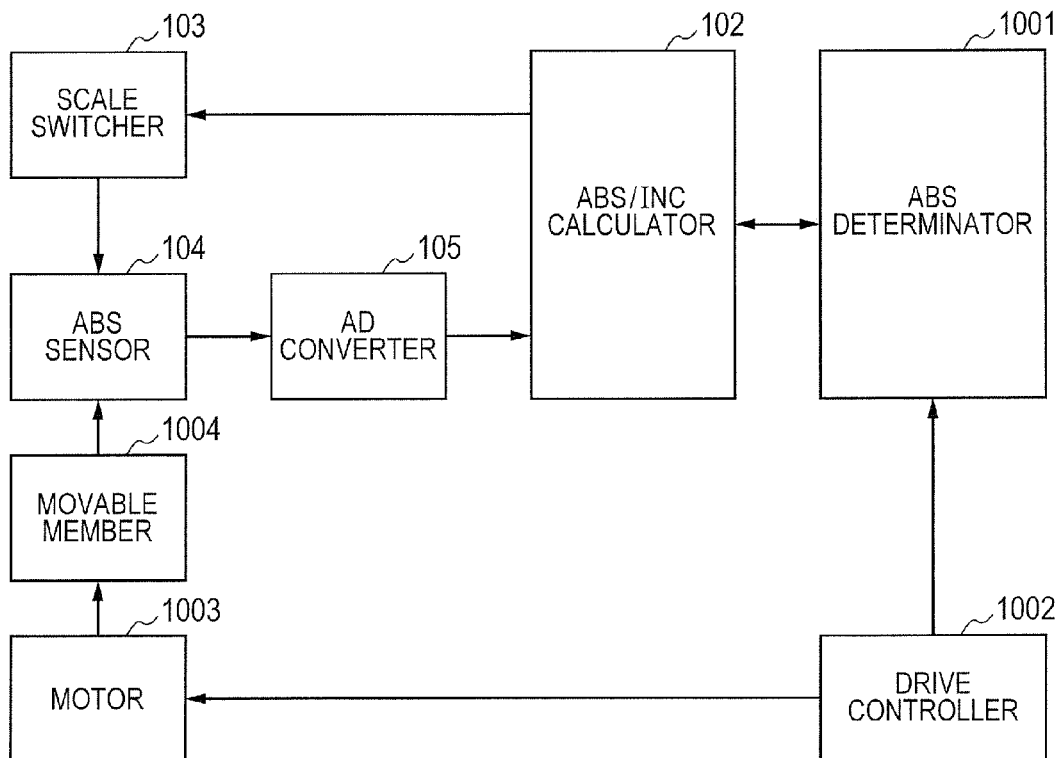 103
SCALE
SWITCHER
102
ABS/INC
CALCULATOR
1001
ABS
DETERMINATOR
104
ABS
SENSOR
105
AD
CONVERTER
1004
MOVABLE
MEMBER
1003
MOTOR
1002
DRIVE
CONTROLLER